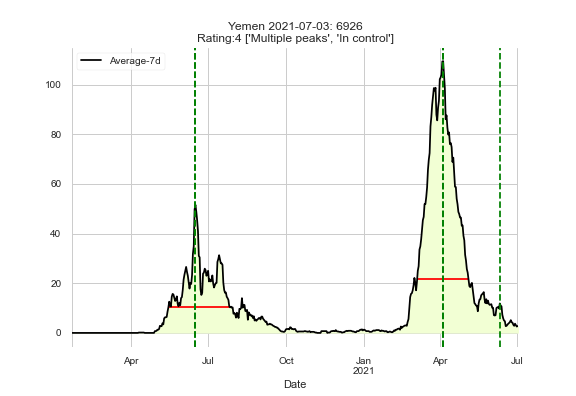 Yemen 2021-07-03: 6926
Rating:4 ['Multiple peaks', 'In control']
Average-7d
100
80
60
40
20
0
Apr Jul Oct Jan Apr Jul
2021
Date